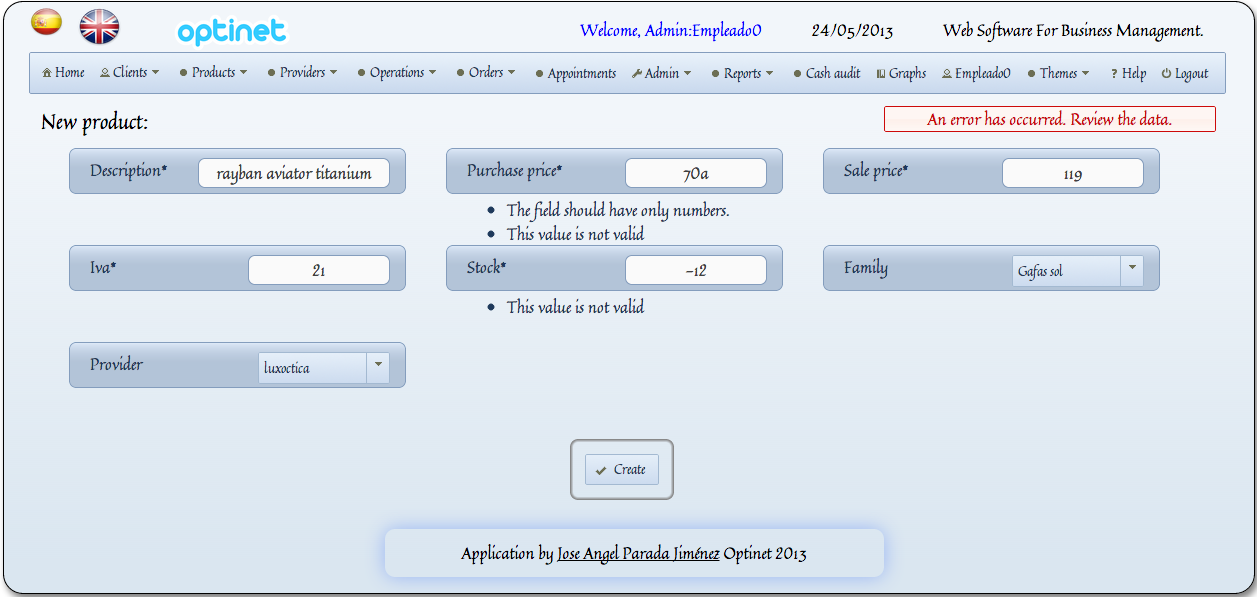 optinet
Welcome, Admin:Empleado0 24/05/2013 Web Software For Business Management.
Home Clients Products Providers Operations Orders Appointments Admin Reports Cash audit Graphs Empleado0 Themes ? Help Logout
New product:
An error has occurred. Review the data.
Description* rayban aviator titanium Purchase price* 70a Sale price* 119
• The field should have only numbers.
• This value is not valid
Iva* 21 Stock* -12 Family Gafas sol
• This value is not valid
Provider luxoctica
Create
Application by Jose Angel Parada Jiménez Optinet 2013